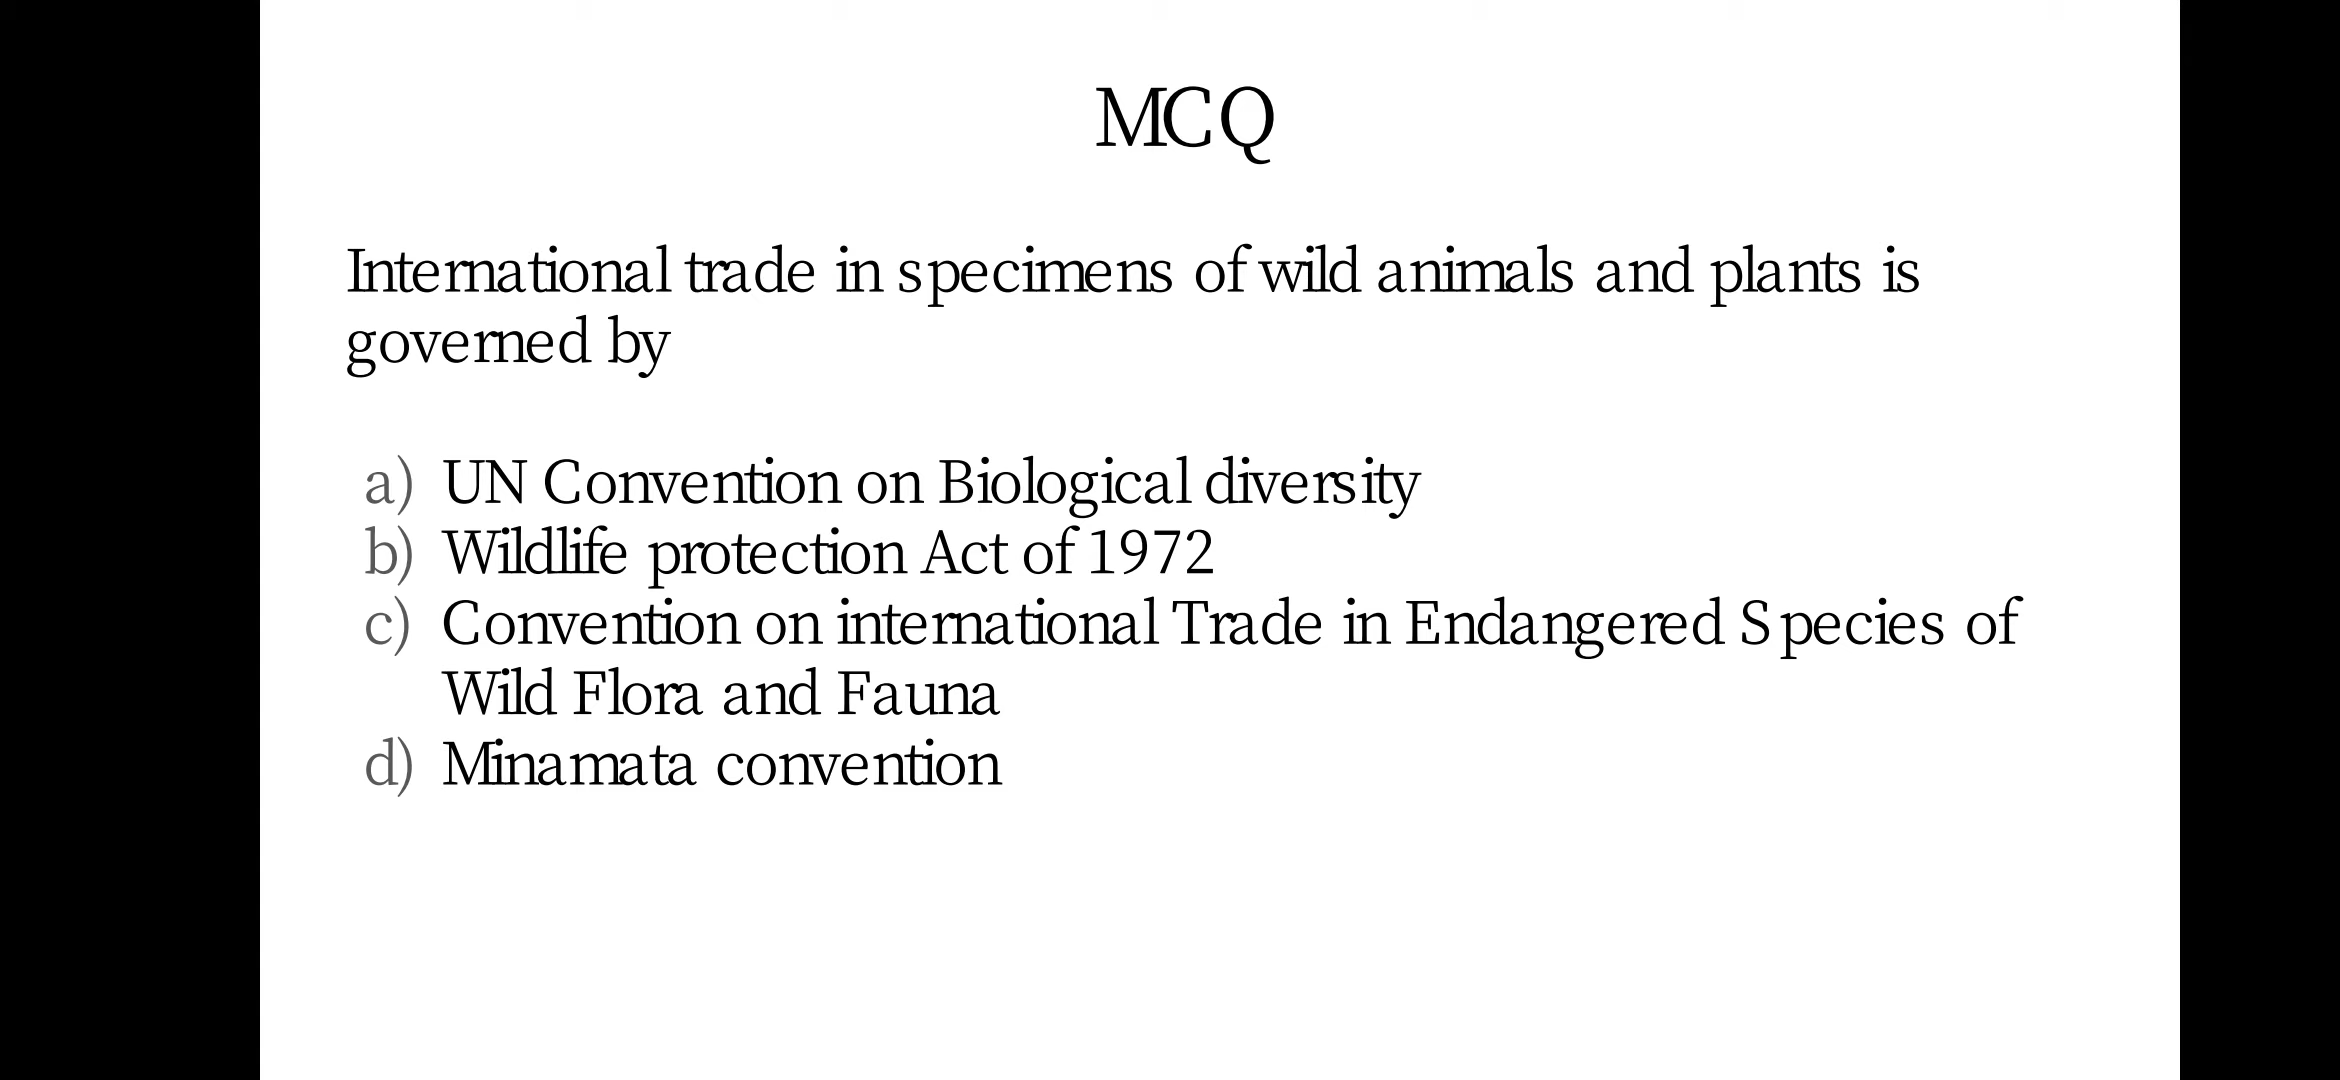 MCQ
International trade in specimens of wild animals and plants is
governed by
a) UN Convention on Biological diversity
b) Wildlife protection Act of 1972
c) Convention on international Trade in Endangered Species of
Wild Flora and Fauna
d) Minamata convention